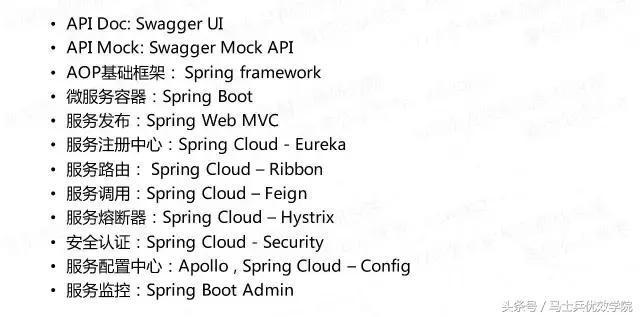 • API Doc: Swagger UI
• API Mock: Swagger Mock API
• AOP基础框架： Spring framework
• 微服务容器：Spring Boot
• 服务发布：Spring Web MVC
• 服务注册中心：Spring Cloud - Eureka
• 服务路由： Spring Cloud – Ribbon
• 服务调用：Spring Cloud – Feign
• 服务熔断器：Spring Cloud – Hystrix
• 安全认证：Spring Cloud - Security
• 服务配置中心：Apollo , Spring Cloud – Config
• 服务监控：Spring Boot Admin
头条号 / 马士兵优效学院